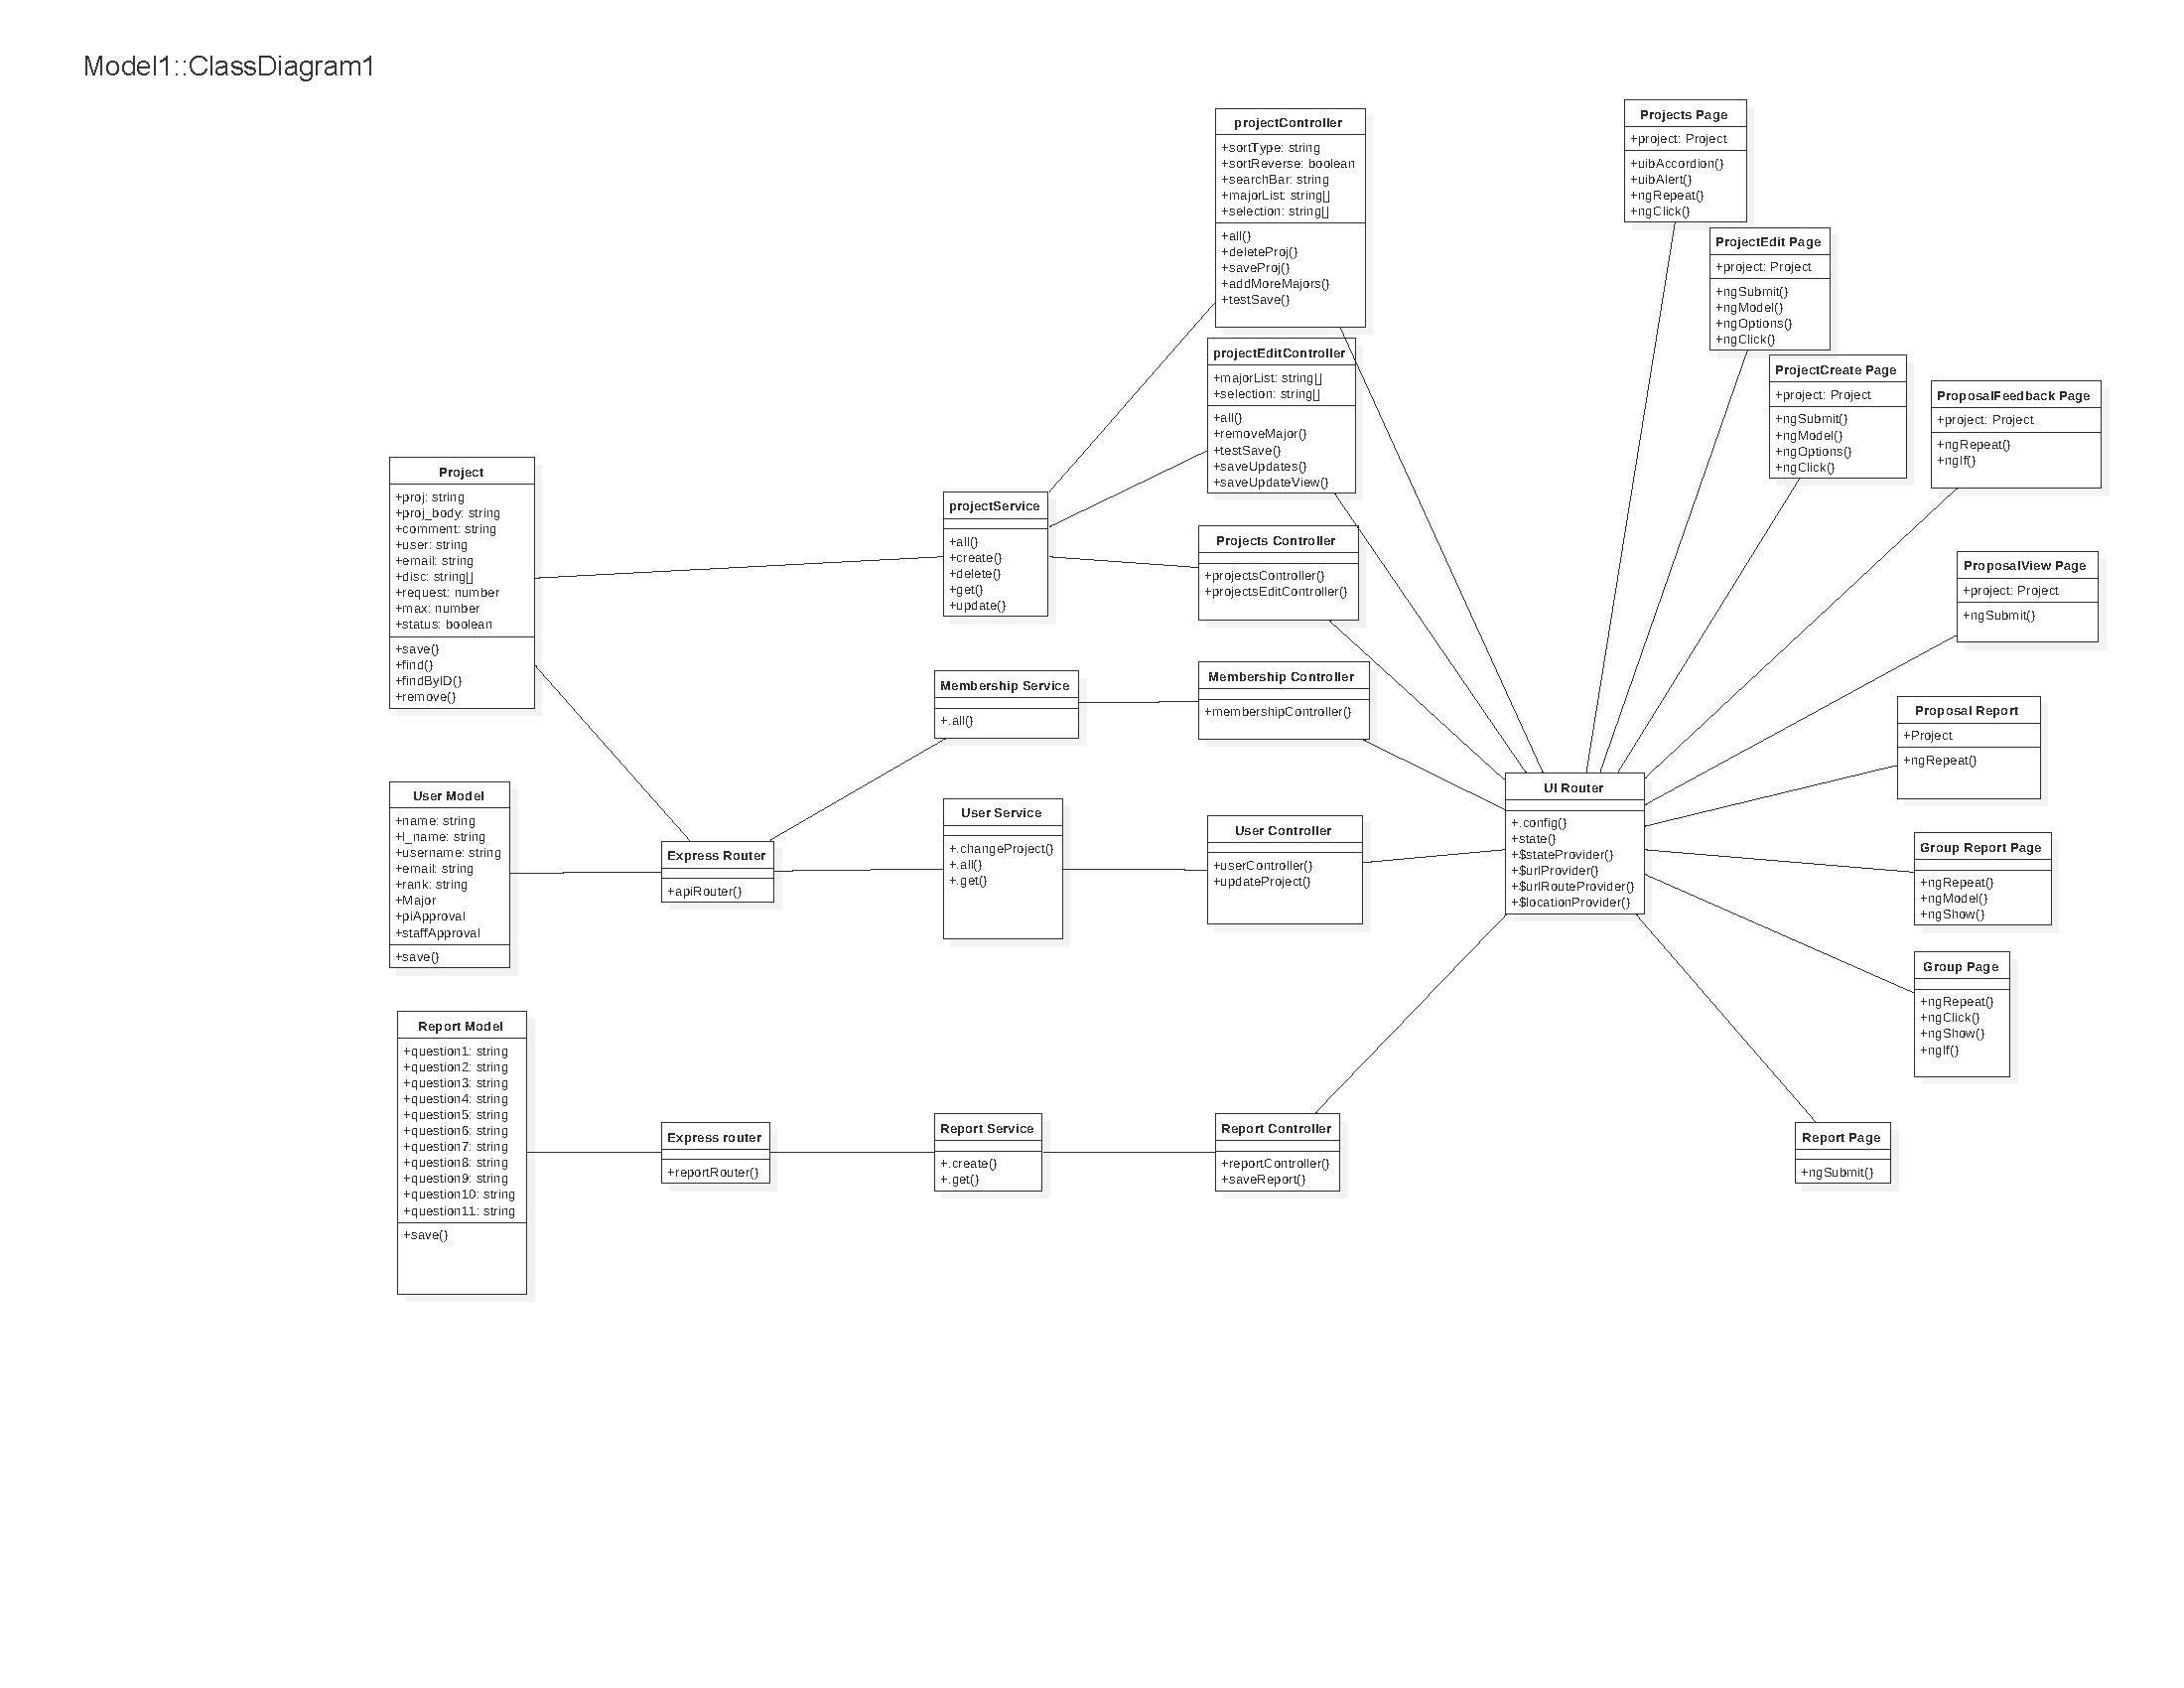 Model1::ClassDiagram1
projectController
+sortType: string
+sortReverse: boolean
+searchBar: string
+majorList: string[]
+selection: string[]
+all()
+deleteProj()
+saveProj()
+addMoreMajors()
+testSave()
projectEditController
+majorList: string[]
+selection: string[]
+all()
+removeMajor()
+testSave()
+saveUpdates()
+saveUpdateView()
Projects Page
+project: Project
+uibAccordion()
+uibAlert()
+ngRepeat()
+ngClick()
ProjectEdit Page
+project: Project
+ngSubmit()
+ngModel()
+ngOptions()
+ngClick()
ProjectCreate Page
+project: Project
+ngSubmit()
+ngModel()
+ngOptions()
+ngClick()
ProposalFeedback Page
+project: Project
+ngRepeat()
+ngIf()
Project
+proj: string
+proj_body: string
+comment: string
+user: string
+email: string
+disc: string[]
+request: number
+max: number
+status: boolean
+save()
+find()
+findByID()
+remove()
projectService
+all()
+create()
+delete()
+get()
+update()
Projects Controller
+projectsController()
+projectsEditController()
ProposalView Page
+project: Project
+ngSubmit()
Membership Service
+.all()
Membership Controller
+membershipController()
Proposal Report
+Project
+ngRepeat()
User Model
+name: string
+l_name: string
+username: string
+email: string
+rank: string
+Major
+piApproval
+staffApproval
+save()
Express Router
+apiRouter()
User Service
+.changeProject()
+.all()
+.get()
User Controller
+userController()
+updateProject()
UI Router
+.config()
+state()
+$stateProvider()
+$urlProvider()
+$urlRouteProvider()
+$locationProvider()
Group Report Page
+ngRepeat()
+ngModel()
+ngShow()
Group Page
+ngRepeat()
+ngClick()
+ngShow()
+ngIf()
Report Model
+question1: string
+question2: string
+question3: string
+question4: string
+question5: string
+question6: string
+question7: string
+question8: string
+question9: string
+question10: string
+question11: string
+save()
Express router
+reportRouter()
Report Service
+.create()
+.get()
Report Controller
+reportController()
+saveReport()
Report Page
+ngSubmit()